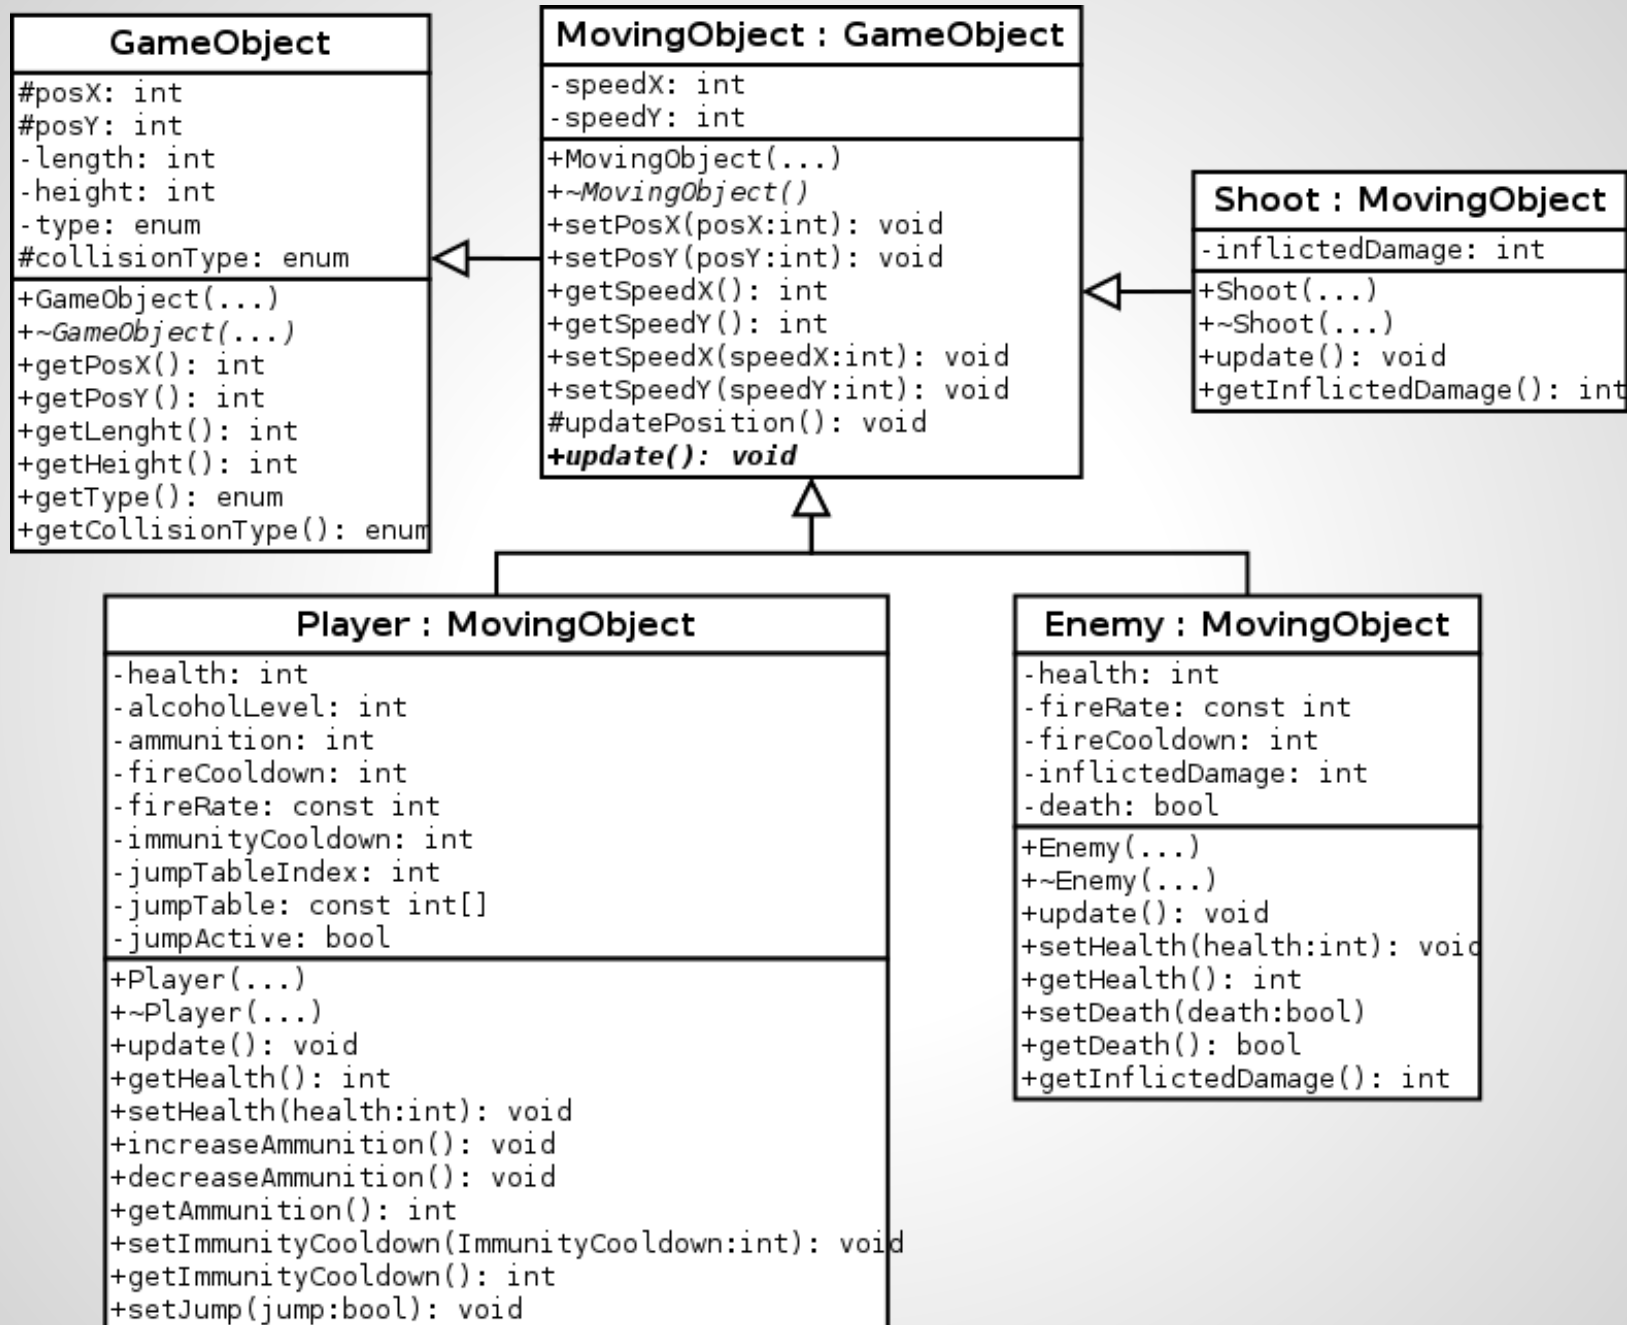 GameObject
#posX: int
#posY: int
-length: int
-height: int
-type: enum
#collisionType: enum
+GameObject(...)
+~GameObject(...)
+getPosX(): int
+getPosY(): int
+getLenght(): int
+getHeight(): int
+getType(): enum
+getCollisionType(): enum
MovingObject : GameObject
-speedX: int
-speedY: int
+MovingObject(...)
+~MovingObject()
+setPosX(posX:int): void
+setPosY(posY:int): void
+getSpeedX(): int
+getSpeedY(): int
+setSpeedX(speedX:int): void
+setSpeedY(speedY:int): void
#updatePosition(): void
+update(): void
Shoot : MovingObject
-inflictedDamage: int
+Shoot(...)
+~Shoot(...)
+update(): void
+getInflictedDamage(): int
Player : MovingObject
-health: int
-alcoholLevel: int
-ammunition: int
-fireCooldown: int
-fireRate: const int
-immunityCooldown: int
-jumpTableIndex: int
-jumpTable: const int[]
-jumpActive: bool
+Player(...)
+~Player(...)
+update(): void
+getHealth(): int
+setHealth(health:int): void
+increaseAmmunition(): void
+decreaseAmmunition(): void
+getAmmunition(): int
+setImmunityCooldown(ImmunityCooldown:int): void
+getImmunityCooldown(): int
+setJump(jump:bool): void
Enemy : MovingObject
-health: int
-fireRate: const int
-fireCooldown: int
-inflictedDamage: int
-death: bool
+Enemy(...)
+~Enemy(...)
+update(): void
+setHealth(health:int): void
+getHealth(): int
+setDeath(death:bool)
+getDeath(): bool
+getInflictedDamage(): int